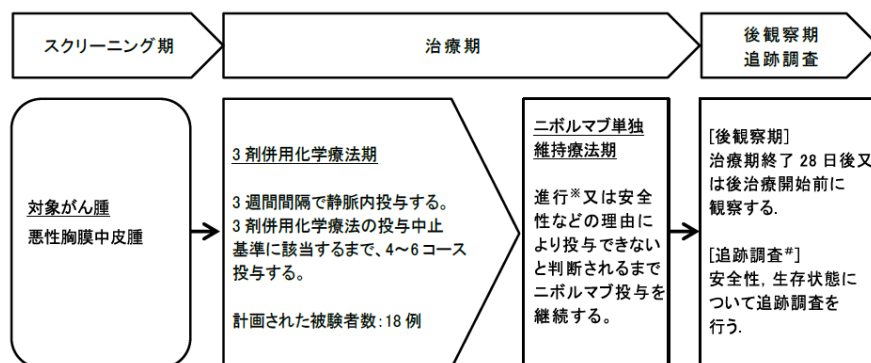 スクリーニング期
治療期
後観察期
追跡調査
対象がん腫
悪性胸膜中皮腫
3剤併用化学療法期
3週間間隔で静脈内投与する。
3剤併用化学療法の投与中止
基準に該当するまで、4~6コース
投与する。
計画された被験者数:18例
ニボルマブ単独
維持療法期
進行※又は安全
性などの理由に
より投与できない
と判断されるまで
ニボルマブ投与を
継続する。
[後観察期]
治療期終了 28日後又
は後治療開始前に
観察する.
[追跡調査#]
安全性, 生存状態に
ついて追跡調査を
行う.